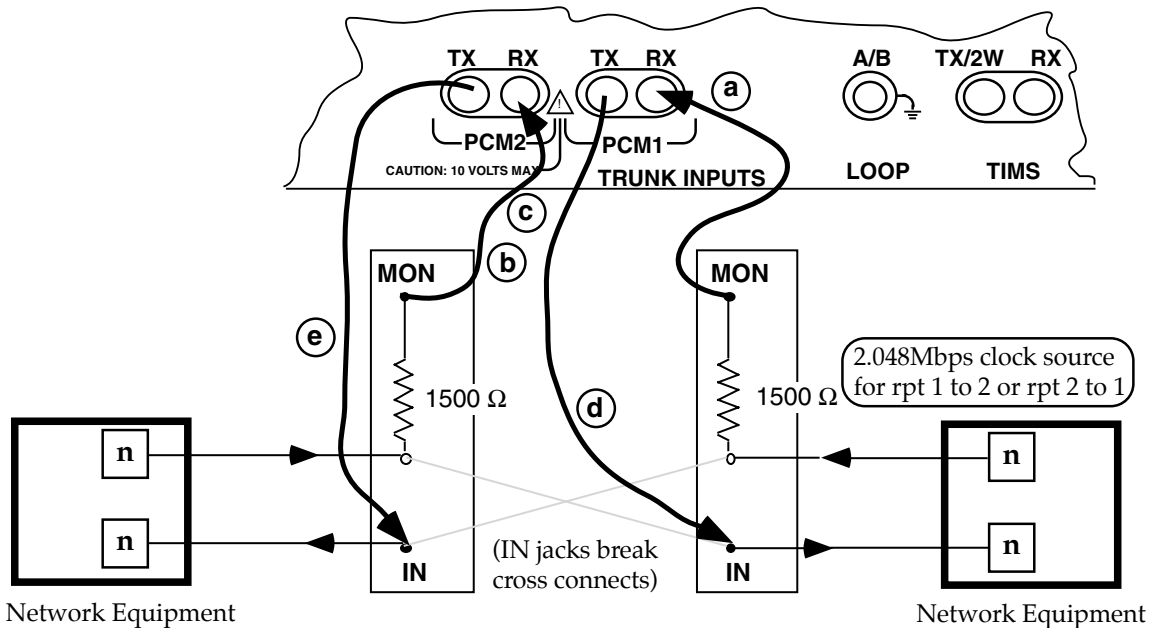 TX RX TX RX A/B TX/2W RX
a
!
PCM2 PCM1
CAUTION: 10 VOLTS MAX
TRUNK INPUTS LOOP TIMS
c
b
MON MON
e
2.048Mbps clock source
for rpt 1 to 2 or rpt 2 to 1
1500 Ω 1500 Ω
d
n n
n n
(IN jacks break
cross connects)
IN IN
Network Equipment Network Equipment